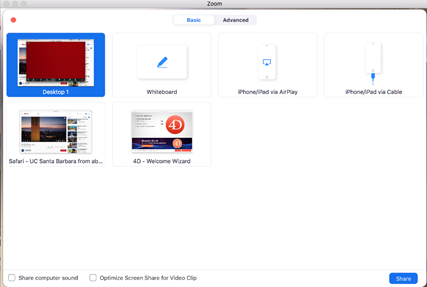 Zoom
Basic
Advanced
Desktop 1
Whiteboard
iPhone/iPad via AirPlay
iPhone/iPad via Cable
Safari - UC Santa Barbara from ab...
4D - Welcome Wizard
4D
Share computer sound
Optimize Screen Share for Video Clip
Share